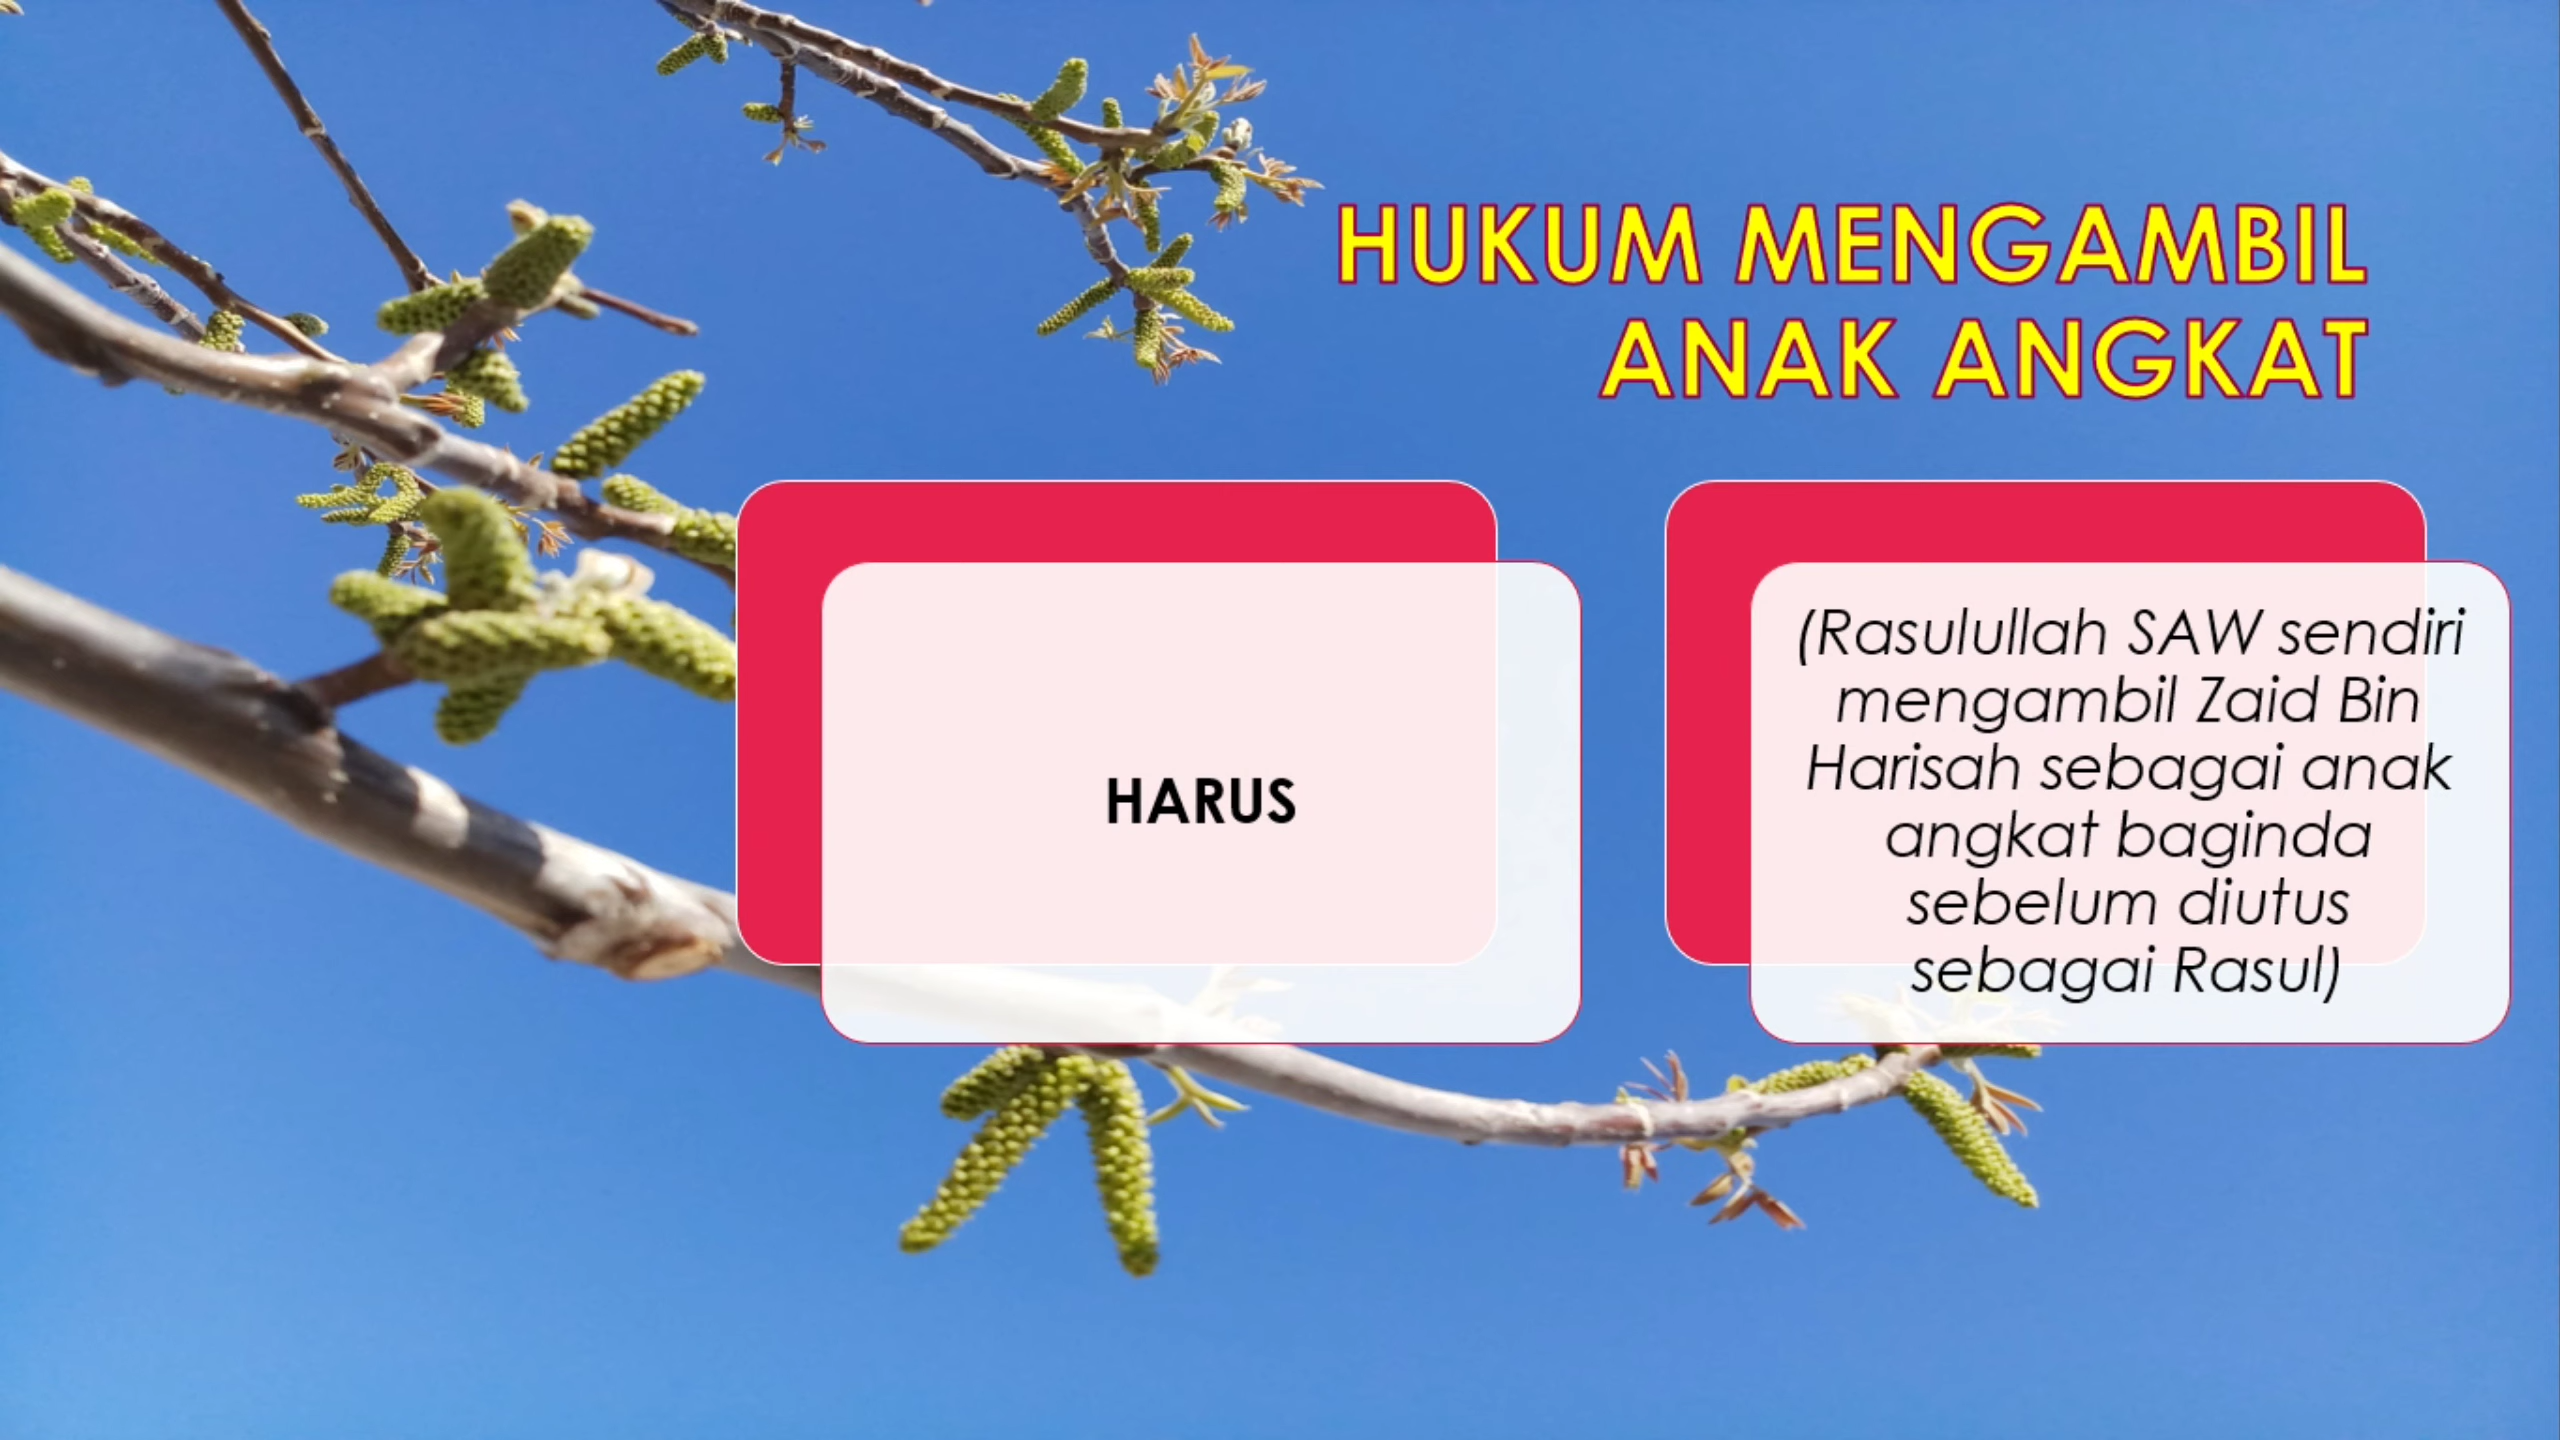 HUKUM MENGAMBIL
ANAK ANGKAT
HARUS
(Rasulullah SAW sendiri
mengambil Zaid Bin
Harisah sebagai anak
angkat baginda
sebelum diutus
sebagai Rasul)